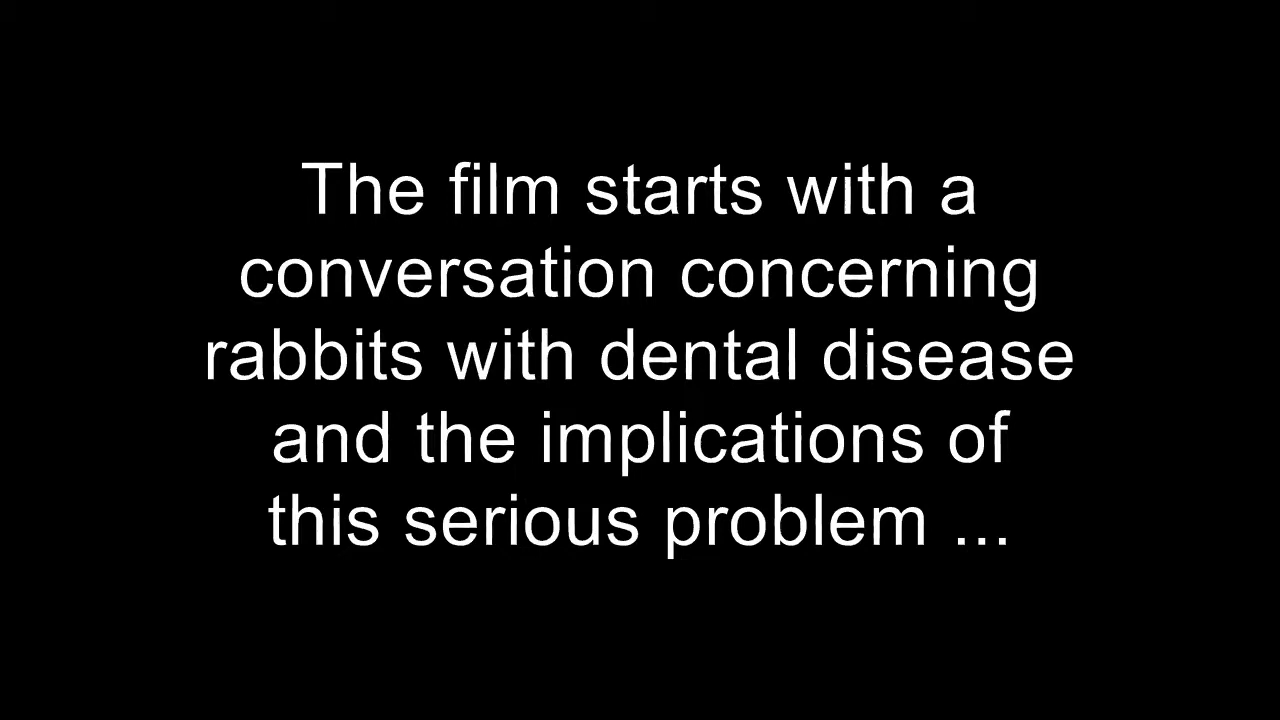 The film starts with a
conversation concerning
rabbits with dental disease
and the implications of
this serious problem ...